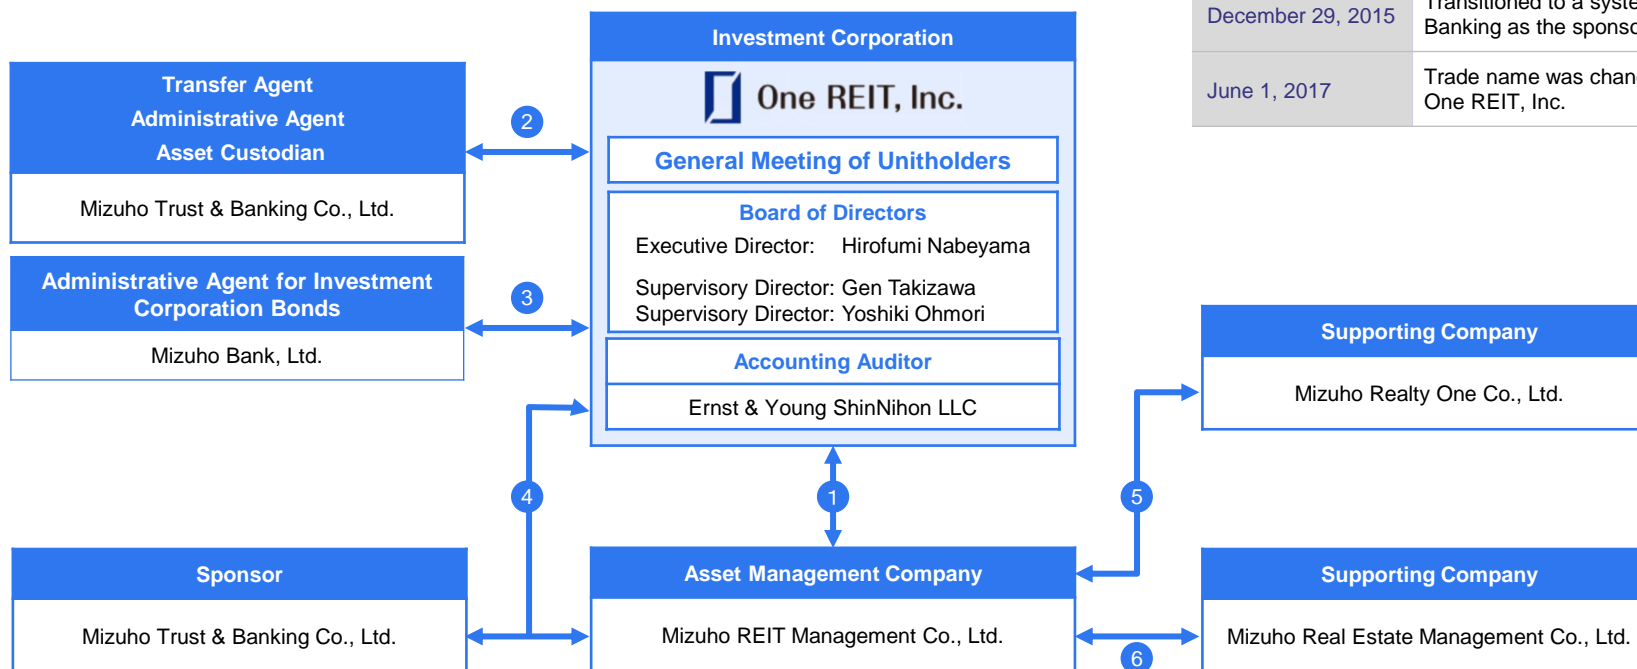 December 29, 2015
Transitioned to a system
Banking as the sponso
June 1, 2017
Trade name was chan
One REIT, Inc.
Investment Corporation
One REIT, Inc.
General Meeting of Unitholders
Board of Directors
Executive Director: Hirofumi Nabeyama
Supervisory Director: Gen Takizawa
Supervisory Director: Yoshiki Ohmori
Accounting Auditor
Ernst & Young ShinNihon LLC
Transfer Agent
Administrative Agent
Asset Custodian
Mizuho Trust & Banking Co., Ltd.
2
Administrative Agent for Investment
Corporation Bonds
Mizuho Bank, Ltd.
3
4
1
5
Supporting Company
Mizuho Realty One Co., Ltd.
Sponsor
Mizuho Trust & Banking Co., Ltd.
Asset Management Company
Mizuho REIT Management Co., Ltd.
6
Supporting Company
Mizuho Real Estate Management Co., Ltd.